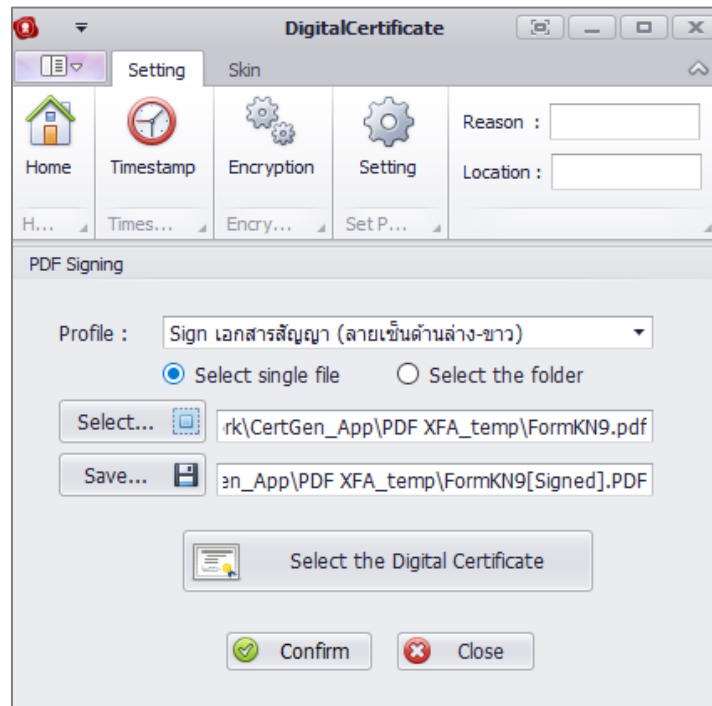 DigitalCertificate
Setting Skin
Home Timestamp Encryption Setting
Reason :
Location :
H... Times... Encry... Set P...
PDF Signing
Profile : Sign เอกสารสัญญา (ลายเซ็นด้านล่าง-ขาว)
Select single file Select the folder
Select... rk\CertGen_App\PDF XFA_temp\FormKN9.pdf
Save... en_App\PDF XFA_temp\FormKN9[Signed].PDF
Select the Digital Certificate
Confirm Close